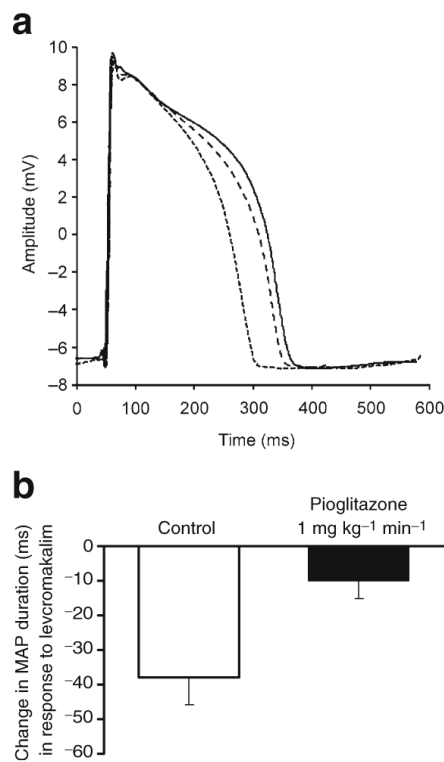 a
10
8
6
4
2
0
−2
−4
−6
−8
Amplitude (mV)
0 100 200 300 400 500 600
Time (ms)
b
Control
Pioglitazone
1 mg kg−1 min−1
0
−10
−20
−30
−40
−50
−60
Change in MAP duration (ms)
in response to levcromakalim